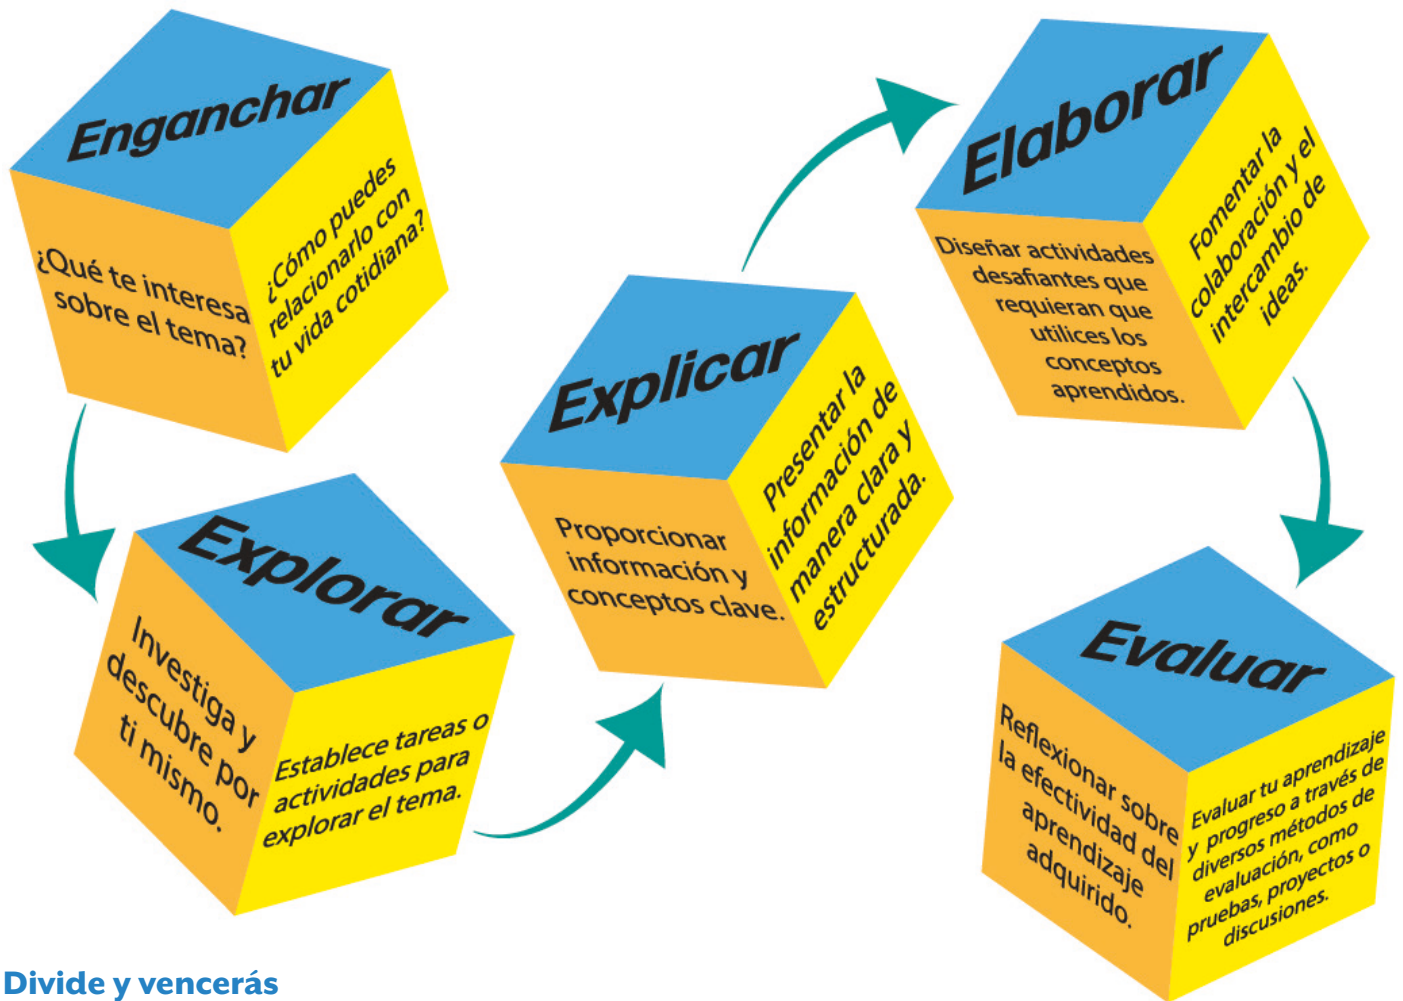 Enganchar
¿Qué te interesa
sobre el tema?
¿Cómo puedes
relacionarlo con
tu vida cotidiana?
Explorar
Investiga y
descubre por
ti mismo.
Establece tareas o
actividades para
explorar el tema.
Explicar
Proporcionar
información y
conceptos clave.
Presentar la
información de
manera clara y
estructurada.
Elaborar
Diseñar actividades
desafiantes que
requieran que
utilices los
conceptos
aprendidos.
Fomentar la
colaboración y el
intercambio de
ideas.
Evaluar
Reflexionar sobre
la efectividad del
aprendizaje
adquirido.
Evaluar tu aprendizaje
y progreso a través de
diversos métodos de
evaluación, como
pruebas, proyectos o
discusiones.
Divide y vencerás